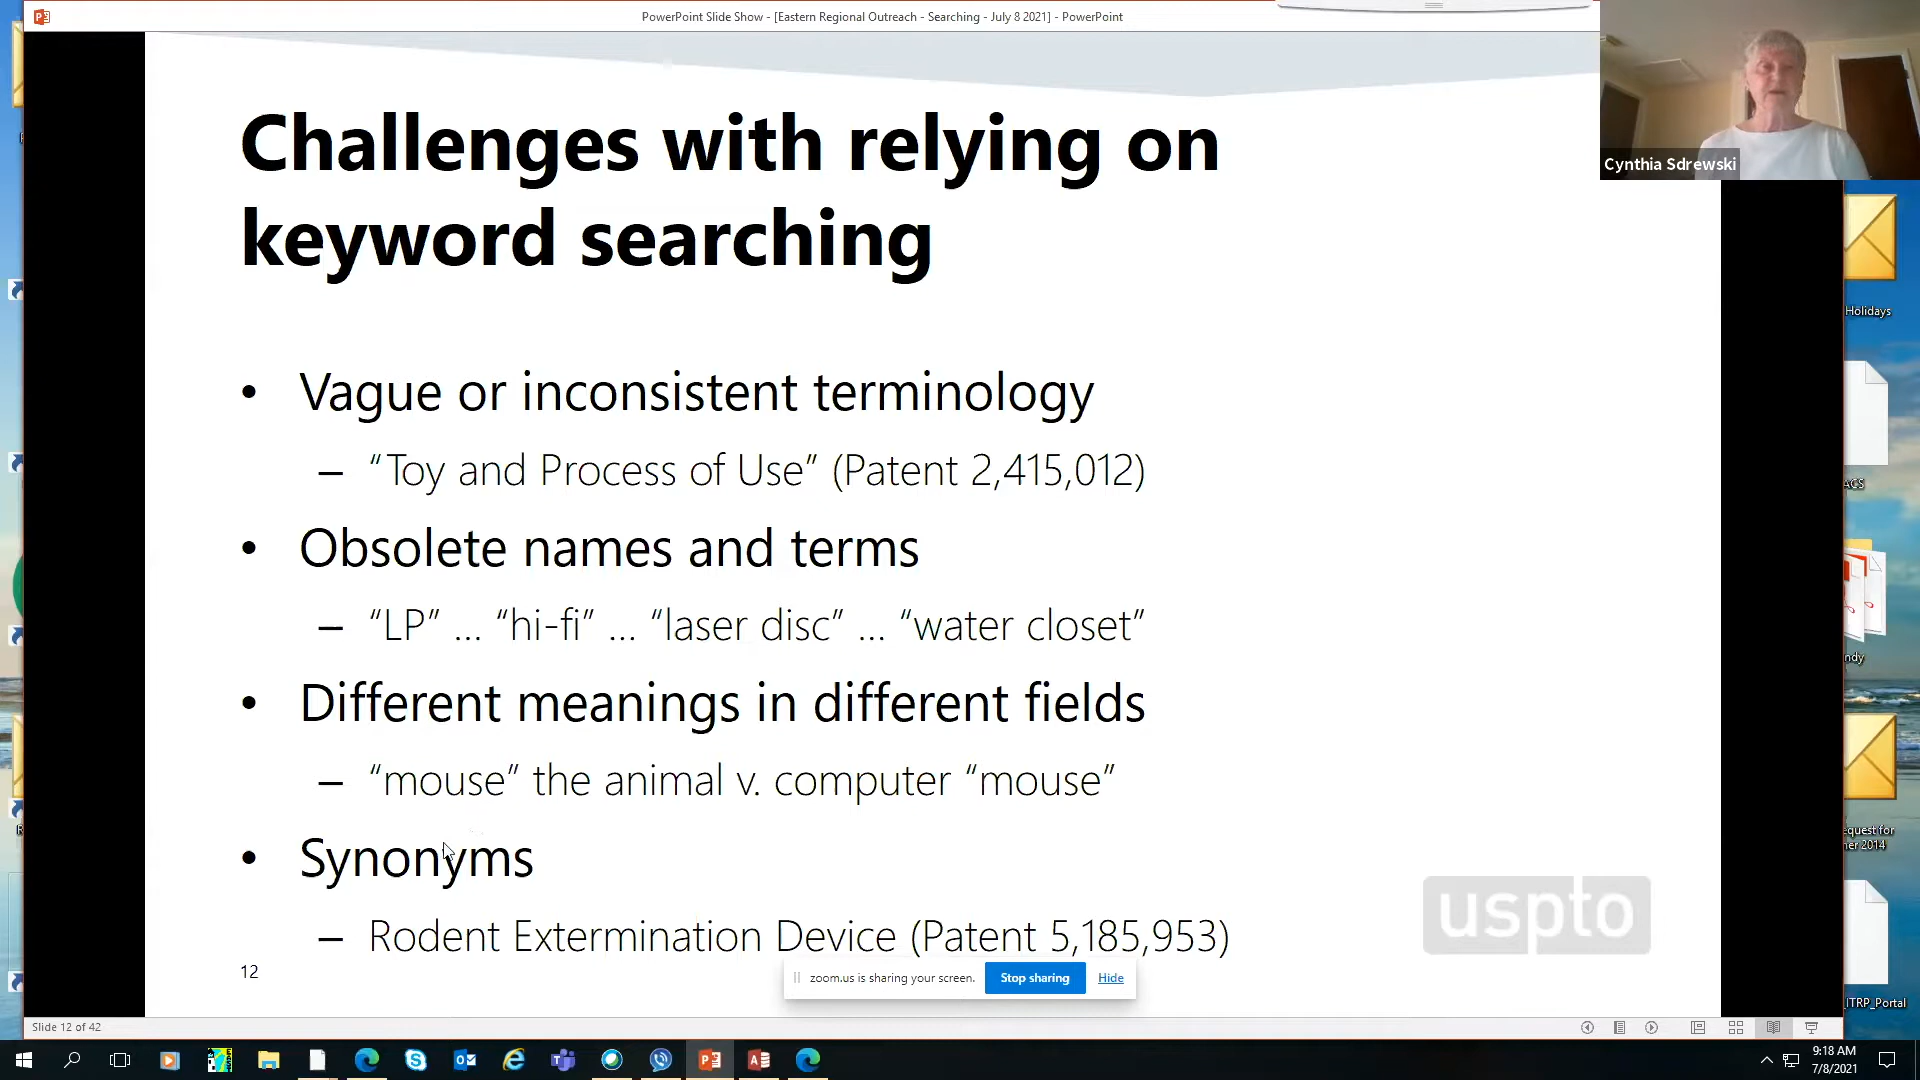 PowerPoint Slide Show - [Eastern Regional Outreach - Searching - July 8 2021] - PowerPoint
Cynthia Sdrewski
Challenges with relying on
keyword searching
• Vague or inconsistent terminology
– “Toy and Process of Use” (Patent 2,415,012)
• Obsolete names and terms
– “LP” ... “hi-fi” ... “laser disc” ... “water closet”
• Different meanings in different fields
– “mouse” the animal v. computer “mouse”
• Synonyms
– Rodent Extermination Device (Patent 5,185,953)
uspto
12
zoom.us is sharing your screen. Stop sharing Hide
Holidays
ACS
ndy
equest for
ner 2014
ITRP_Portal
Slide 12 of 42
9:18 AM
7/8/2021